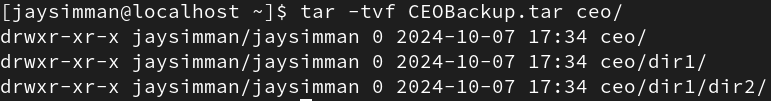 [jaysimman@localhost ~]$ tar -tvf CEOBackup.tar ceo/
drwxr-xr-x jaysimman/jaysimman 0 2024-10-07 17:34 ceo/
drwxr-xr-x jaysimman/jaysimman 0 2024-10-07 17:34 ceo/dir1/
drwxr-xr-x jaysimman/jaysimman 0 2024-10-07 17:34 ceo/dir1/dir2/